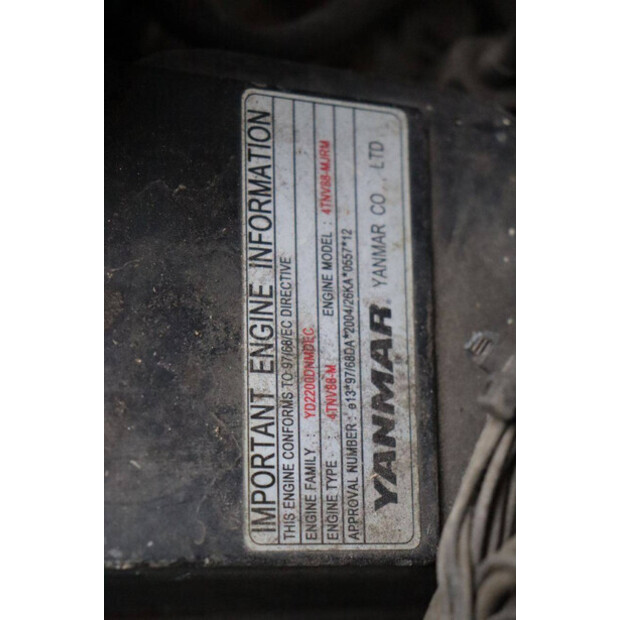 IMPORTANT ENGINE INFORMATION
THIS ENGINE CONFORMS TO 97/68/EC DIRECTIVE
ENGINE FAMILY : YD2200DNMDEC
ENGINE TYPE : 4TNV88-M ENGINE MODEL : 4TNV88-MJRM
APPROVAL NUMBER : e13*97/68DA*2004/26KA*0557*12
YANMAR YANMAR CO ., LTD